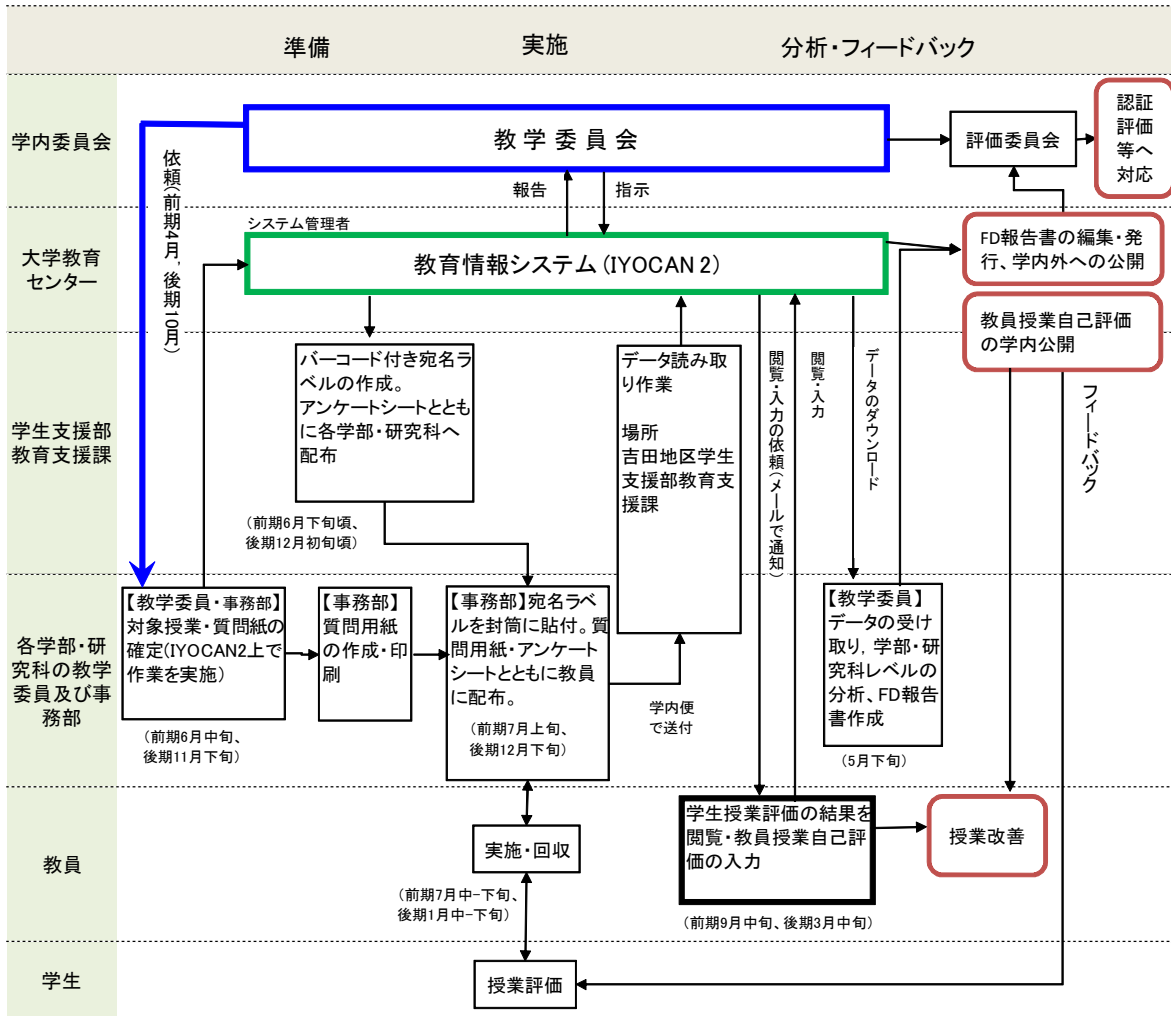 準備
実施
分析・フィードバック
学内委員会
教 学 委 員 会
評価委員会
認証
評価
等へ
対応
依頼(前期4月,後期10月)
報告
指示
大学教育
センター
システム管理者
教育情報システム(IYOCAN 2)
FD報告書の編集・発
行、学内外への公開
教員授業自己評価
の学内公開
学生支援部
教育支援課
バーコード付き宛名ラ
ベルの作成。
アンケートシートととも
に各学部・研究科へ
配布
(前期6月下旬頃、
後期12月初旬頃)
データ読み取
り作業
場所
吉田地区学生
支援部教育支
援課
閲覧・入力の依頼(メールで通知)
閲覧・入力
データのダウンロード
フィードバック
各学部・研
究科の教学
委員及び事
務部
【教学委員・事務部】
対象授業・質問紙の
確定(IYOCAN2上で
作業を実施)
(前期6月中旬、
後期11月下旬)
【事務部】
質問用紙
の作成・印
刷
【事務部】宛名ラベ
ルを封筒に貼付。質
問用紙・アンケート
シートとともに教員
に配布。
(前期7月上旬、
後期12月下旬)
学内便
で送付
【教学委員】
データの受け
取り,学部・研
究科レベルの
分析、FD報告
書作成
(5月下旬)
教員
実施・回収
(前期7月中-下旬、
後期1月中-下旬)
学生授業評価の結果を
閲覧・教員授業自己評
価の入力
(前期9月中旬、後期3月中旬)
授業改善
学生
授業評価